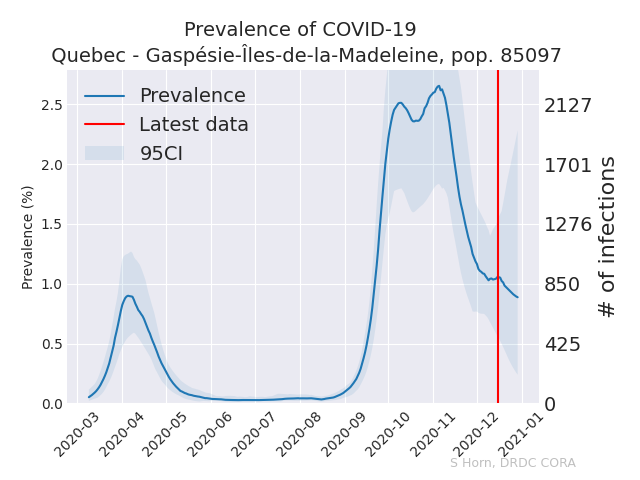 Prevalence of COVID-19
Quebec - Gaspésie-Îles-de-la-Madeleine, pop. 85097
Prevalence
Latest data
95CI
Prevalence (%)
2.5
2.0
1.5
1.0
0.5
0.0
2127
1701
1276
850
425
0
# of infections
2020-03
2020-04
2020-05
2020-06
2020-07
2020-08
2020-09
2020-10
2020-11
2020-12
2021-01
S Horn, DRDC CORA